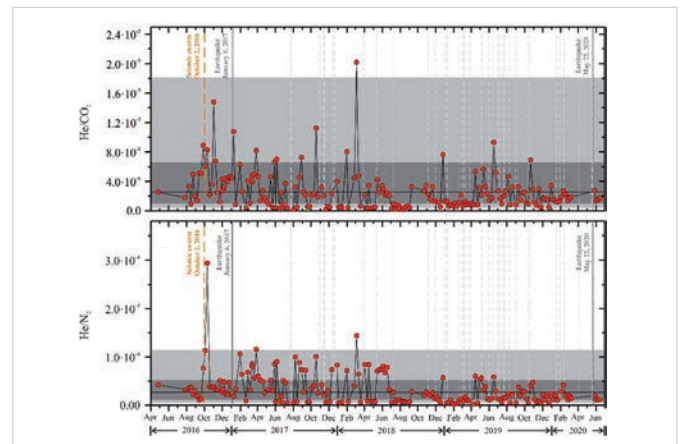 2.4·10⁻⁵
2.0·10⁻⁵
1.6·10⁻⁵
1.2·10⁻⁵
8.0·10⁻⁶
4.0·10⁻⁶
0.0
He/CO₂
Seismic swarm
October 2, 2016
Earthquake
January 6, 2017
Earthquake
May 22, 2020
3,0·10⁻⁴
2.0·10⁻⁴
1.0·10⁻⁴
0.00
He/N₂
Seismic swarm
October 2, 2016
Earthquake
January 6, 2017
Earthquake
May 22, 2020
Apr Jun Aug Oct Dec Feb Apr Jun Aug Oct Dec Feb Apr Jun Aug Oct Dec Feb Apr Jun Aug Oct Dec Feb Apr Jun
2016 2017 2018 2019 2020